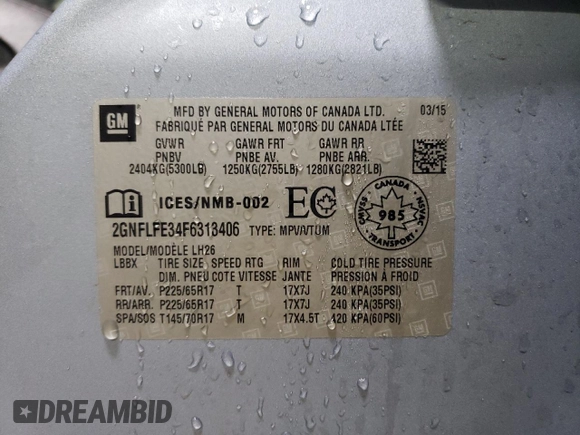 GM
MFD BY GENERAL MOTORS OF CANADA LTD. 03/15
FABRIQUÉ PAR GENERAL MOTORS DU CANADA LTÉE
GVWR GAWR FRT GAWR RR
PNBV PNBE AV. PNBE ARR.
2404KG(5300LB) 1250KG(2755LB) 1280KG(2821LB)
ICES/NMB-002 EC
CANADA
CMVSS 985 NSVAC
TRANSPORT
2GNFLFE34F6313406 TYPE: MPV/VTUM
MODEL/MODÈLE LH26
LBBX TIRE SIZE SPEED RTG RIM COLD TIRE PRESSURE
DIM. PNEU COTE VITESSE JANTE PRESSION À FROID
FRT/AV. P225/65R17 T 17X7J 240 KPA(35PSI)
RR/ARR. P225/65R17 T 17X7J 240 KPA(35PSI)
SPA/SOS T145/70R17 M 17X4.5T 420 KPA(60PSI)
DREAMBID